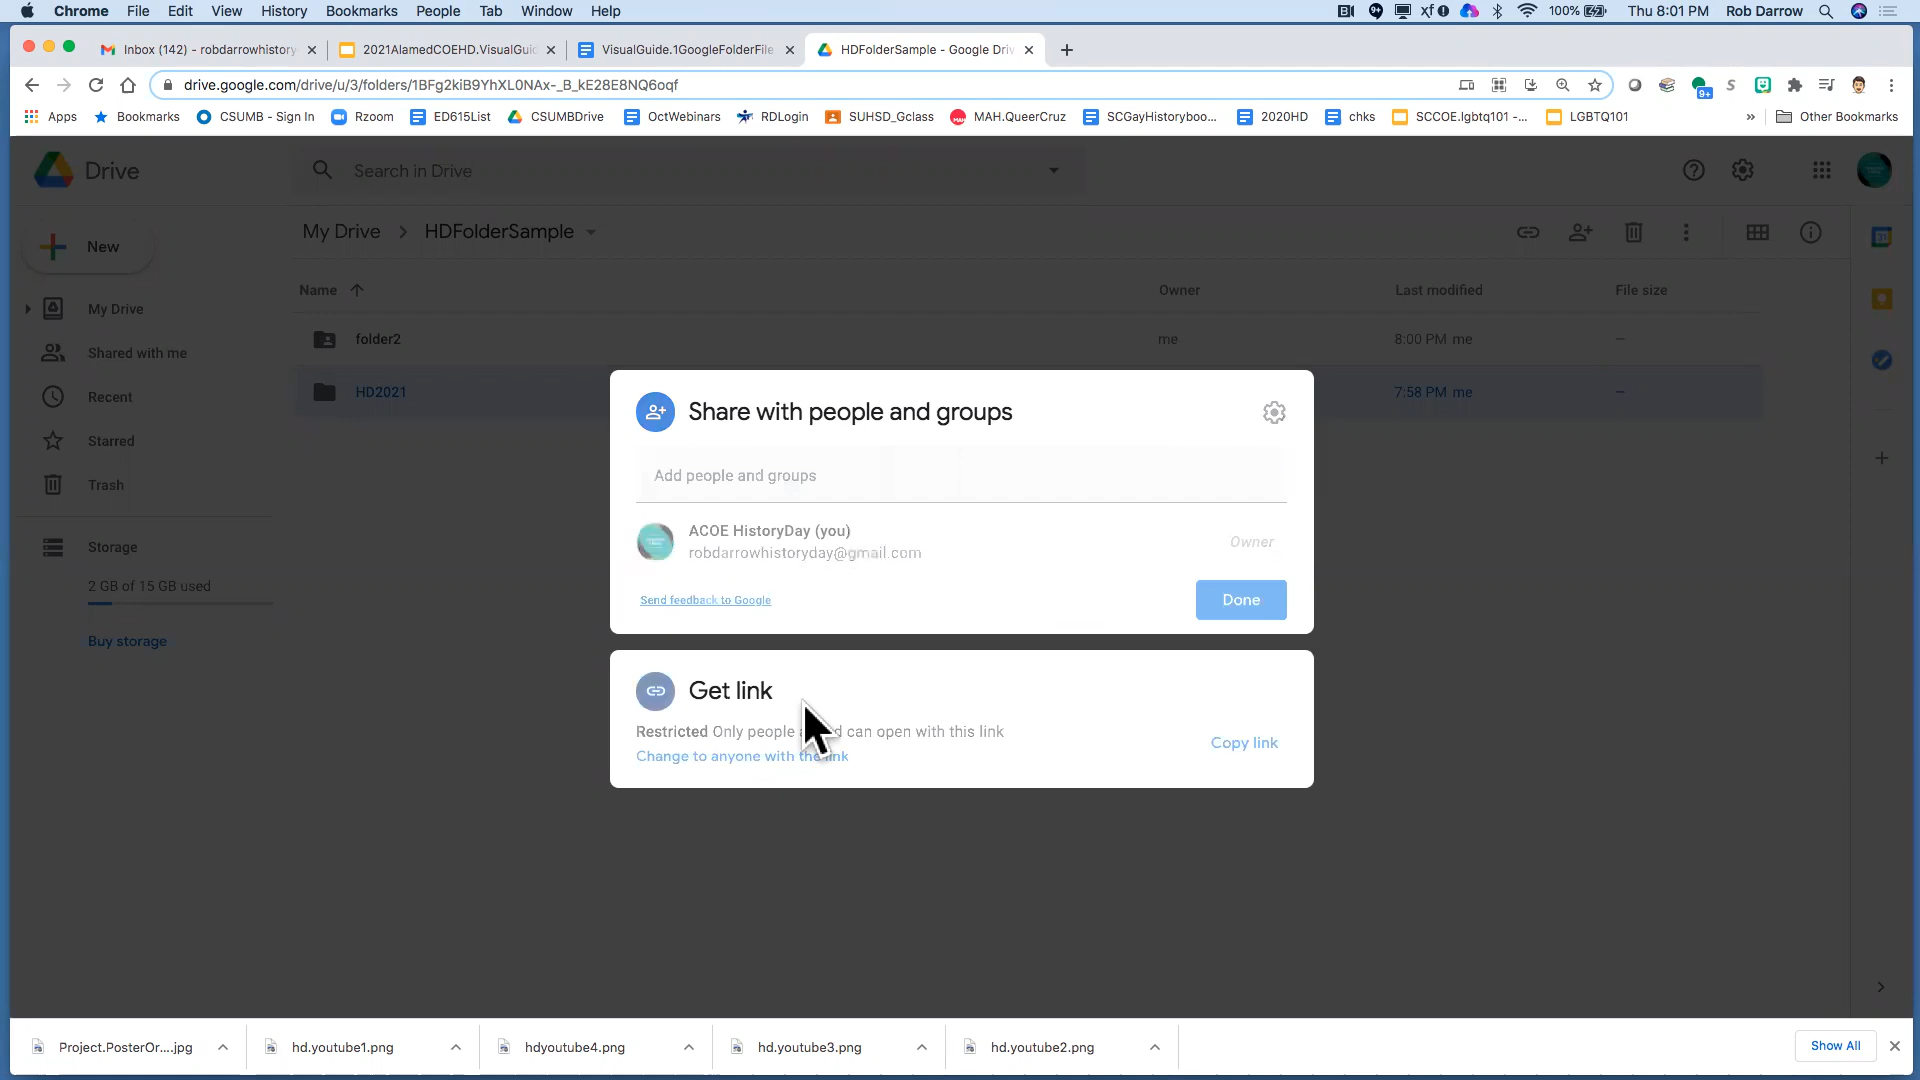 Chrome File Edit View History Bookmarks People Tab Window Help 9+ 100% Thu 8:01 PM Rob Darrow
Inbox (142) - robdarrowhistory 2021AlamedCOEHD.VisualGui VisualGuide.1GoogleFolderFile HDFolderSample - Google Driv
drive.google.com/drive/u/3/folders/1BFg2kiB9YhXL0NAx-_B_kE28E8NQ6oqf 9+
Apps Bookmarks CSUMB - Sign In Rzoom ED615List CSUMBDrive OctWebinars RDLogin SUHSD_Gclass MAH.QueerCruz SCGayHistoryboo... 2020HD chks SCCOE.lgbtq101 -... LGBTQ101 » Other Bookmarks
Drive Search in Drive
My Drive > HDFolderSample
New
Name Owner Last modified File size
My Drive
folder2 me 8:00 PM me –
Shared with me
HD2021 7:58 PM me –
Recent
Starred
Trash
Storage
2 GB of 15 GB used
Buy storage
Share with people and groups
Add people and groups
ACOE HistoryDay (you)
robdarrowhistoryday@gmail.com
Owner
Send feedback to Google Done
Get link
Restricted Only people can open with this link
Change to anyone with the link
Copy link
Project.PosterOr....jpg hd.youtube1.png hdyoutube4.png hd.youtube3.png hd.youtube2.png Show All